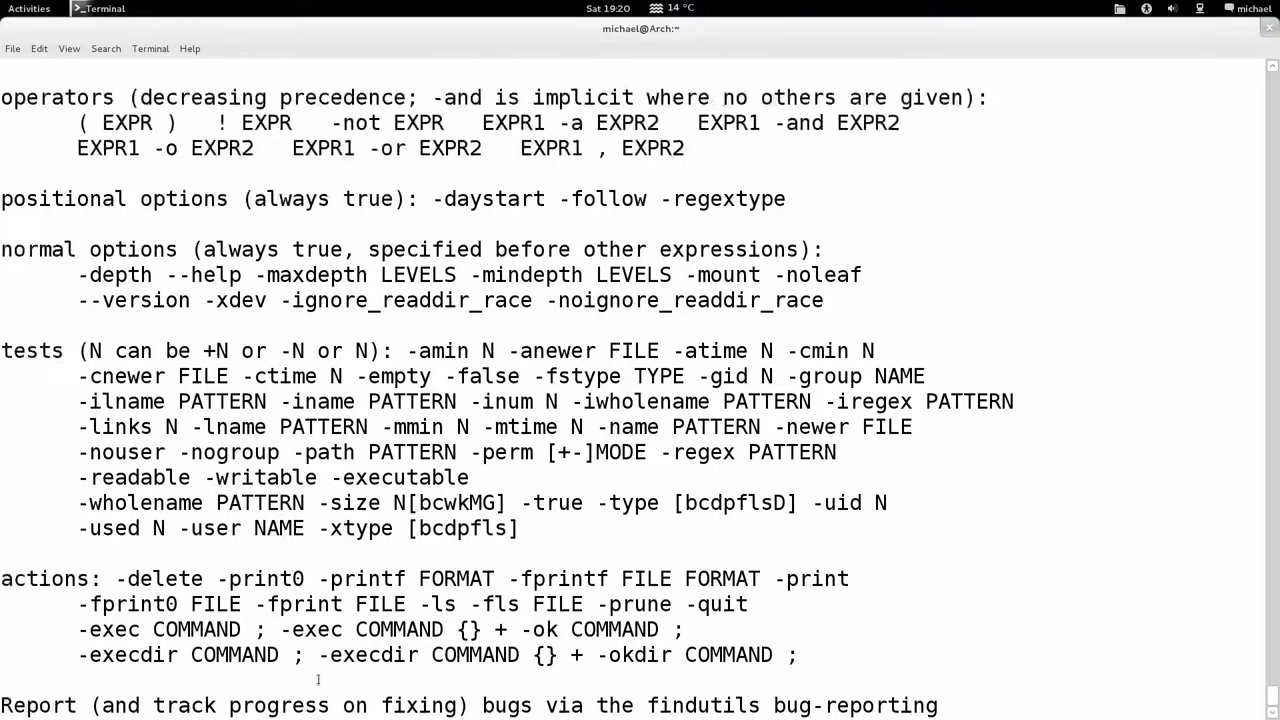 Activities Terminal Sat 19:20 14 °C michael
michael@Arch:~
File Edit View Search Terminal Help
operators (decreasing precedence; -and is implicit where no others are given):
( EXPR ) ! EXPR -not EXPR EXPR1 -a EXPR2 EXPR1 -and EXPR2
EXPR1 -o EXPR2 EXPR1 -or EXPR2 EXPR1 , EXPR2
positional options (always true): -daystart -follow -regextype
normal options (always true, specified before other expressions):
-depth --help -maxdepth LEVELS -mindepth LEVELS -mount -noleaf
--version -xdev -ignore_readdir_race -noignore_readdir_race
tests (N can be +N or -N or N): -amin N -anewer FILE -atime N -cmin N
-cnewer FILE -ctime N -empty -false -fstype TYPE -gid N -group NAME
-ilname PATTERN -iname PATTERN -inum N -iwholename PATTERN -iregex PATTERN
-links N -lname PATTERN -mmin N -mtime N -name PATTERN -newer FILE
-nouser -nogroup -path PATTERN -perm [+-]MODE -regex PATTERN
-readable -writable -executable
-wholename PATTERN -size N[bcwkMG] -true -type [bcdpflsD] -uid N
-used N -user NAME -xtype [bcdpfls]
actions: -delete -print0 -printf FORMAT -fprintf FILE FORMAT -print
-fprint0 FILE -fprint FILE -ls -fls FILE -prune -quit
-exec COMMAND ; -exec COMMAND {} + -ok COMMAND ;
-execdir COMMAND ; -execdir COMMAND {} + -okdir COMMAND ;
Report (and track progress on fixing) bugs via the findutils bug-reporting